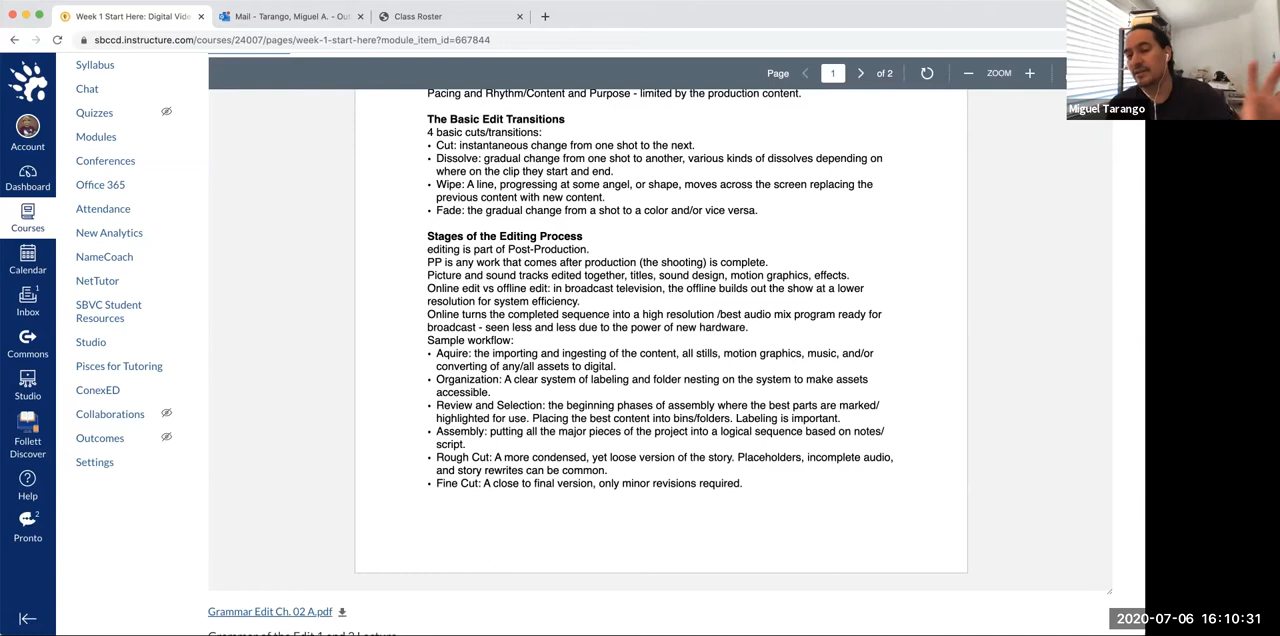 Week 1 Start Here: Digital Vide
Mail - Tarango, Miguel A. - Out
Class Roster
sbccd.instructure.com/courses/24007/pages/week-1-start-here?module_item_id=667844
Account
Dashboard
Courses
Calendar
1
Inbox
Commons
Studio
Follett
Discover
Help
2
Pronto
Syllabus
Chat
Quizzes
Modules
Conferences
Office 365
Attendance
New Analytics
NameCoach
NetTutor
SBVC Student
Resources
Studio
Pisces for Tutoring
ConexED
Collaborations
Outcomes
Settings
Page 1 of 2 ZOOM
Pacing and Rhythm/Content and Purpose - limited by the production content.
The Basic Edit Transitions
4 basic cuts/transitions:
• Cut: instantaneous change from one shot to the next.
• Dissolve: gradual change from one shot to another, various kinds of dissolves depending on
where on the clip they start and end.
• Wipe: A line, progressing at some angel, or shape, moves across the screen replacing the
previous content with new content.
• Fade: the gradual change from a shot to a color and/or vice versa.
Stages of the Editing Process
editing is part of Post-Production.
PP is any work that comes after production (the shooting) is complete.
Picture and sound tracks edited together, titles, sound design, motion graphics, effects.
Online edit vs offline edit: in broadcast television, the offline builds out the show at a lower
resolution for system efficiency.
Online turns the completed sequence into a high resolution /best audio mix program ready for
broadcast - seen less and less due to the power of new hardware.
Sample workflow:
• Aquire: the importing and ingesting of the content, all stills, motion graphics, music, and/or
converting of any/all assets to digital.
• Organization: A clear system of labeling and folder nesting on the system to make assets
accessible.
• Review and Selection: the beginning phases of assembly where the best parts are marked/
highlighted for use. Placing the best content into bins/folders. Labeling is important.
• Assembly: putting all the major pieces of the project into a logical sequence based on notes/
script.
• Rough Cut: A more condensed, yet loose version of the story. Placeholders, incomplete audio,
and story rewrites can be common.
• Fine Cut: A close to final version, only minor revisions required.
Grammar Edit Ch. 02 A.pdf
Grammar of the Edit 1 and 2 Lecture
Miguel Tarango
2020-07-06 16:10:31